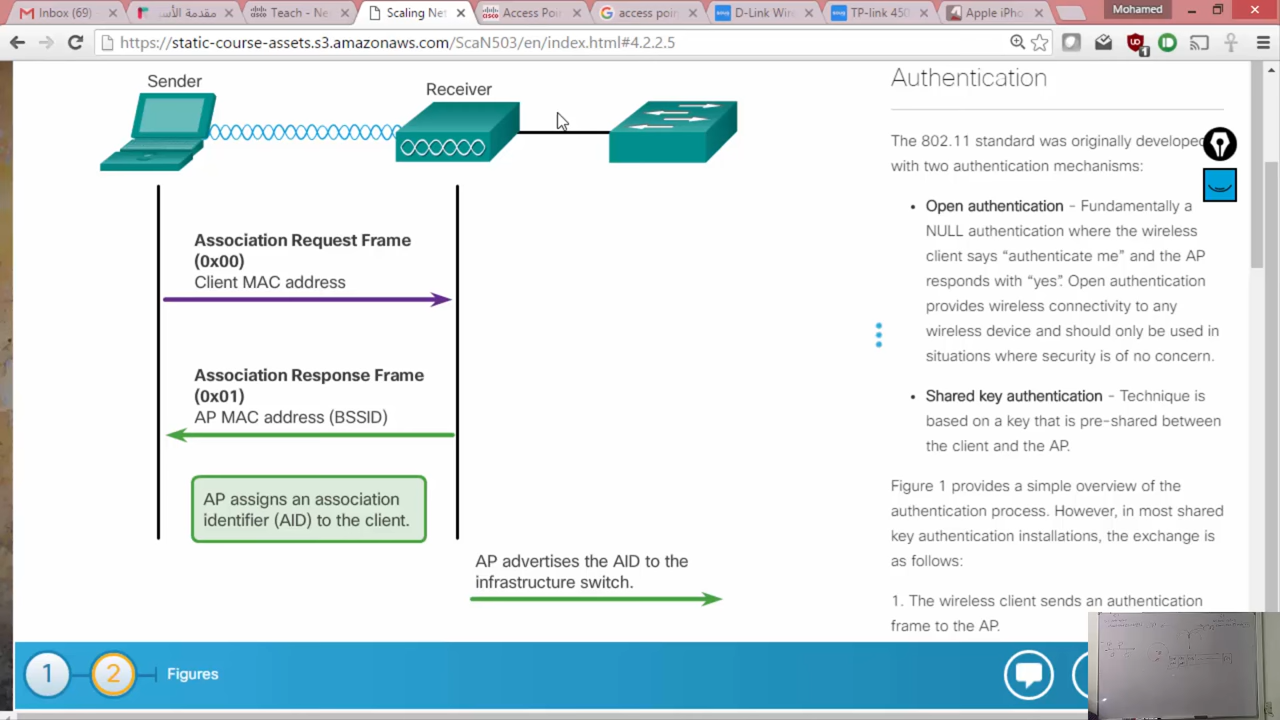 Inbox (69)
مقدمة الأس
Teach - Ne
Scaling Net
Access Poi
access poi
D-Link Wire
TP-link 450
Apple iPho
Mohamed
https://static-course-assets.s3.amazonaws.com/ScaN503/en/index.html#4.2.2.5
1
Sender
Receiver
Association Request Frame
(0x00)
Client MAC address
Association Response Frame
(0x01)
AP MAC address (BSSID)
AP assigns an association
identifier (AID) to the client.
AP advertises the AID to the
infrastructure switch.
Authentication
The 802.11 standard was originally developed
with two authentication mechanisms:
• Open authentication - Fundamentally a
NULL authentication where the wireless
client says “authenticate me” and the AP
responds with “yes”. Open authentication
provides wireless connectivity to any
wireless device and should only be used in
situations where security is of no concern.
• Shared key authentication - Technique is
based on a key that is pre-shared between
the client and the AP.
Figure 1 provides a simple overview of the
authentication process. However, in most shared
key authentication installations, the exchange is
as follows:
1. The wireless client sends an authentication
frame to the AP.
1
2
Figures